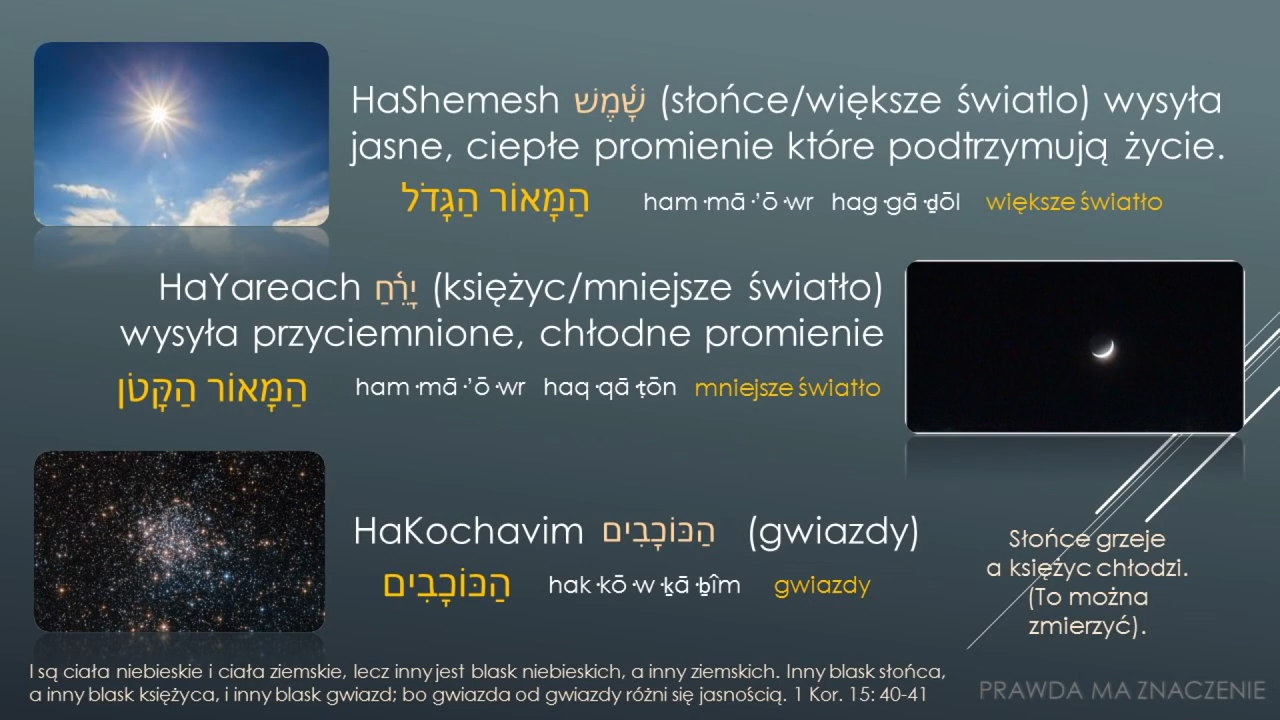 HaShemesh שָׁ֫מֶשׁ (słońce/większe światlo) wysyła
jasne, ciepłe promienie które podtrzymują życie.
הַמָּאוֹר הַגָּדֹל ham·mā·’ō·wr hag·gā·ḏōl większe światło
HaYareach יָרֵ֫חַ (księżyc/mniejsze światło)
wysyła przyciemnione, chłodne promienie
הַמָּאוֹר הַקָּטֹן ham·mā·’ō·wr haq·qā·ṭōn mniejsze światło
HaKochavim הַכּוֹכָבִים (gwiazdy)
הַכּוֹכָבִים hak·kō·w·ḵā·ḇîm gwiazdy
Słońce grzeje
a księżyc chłodzi.
(To można
zmierzyć).
I są ciała niebieskie i ciała ziemskie, lecz inny jest blask niebieskich, a inny ziemskich. Inny blask słońca,
a inny blask księżyca, i inny blask gwiazd; bo gwiazda od gwiazdy różni się jasnością. 1 Kor. 15: 40-41
PRAWDA MA ZNACZENIE